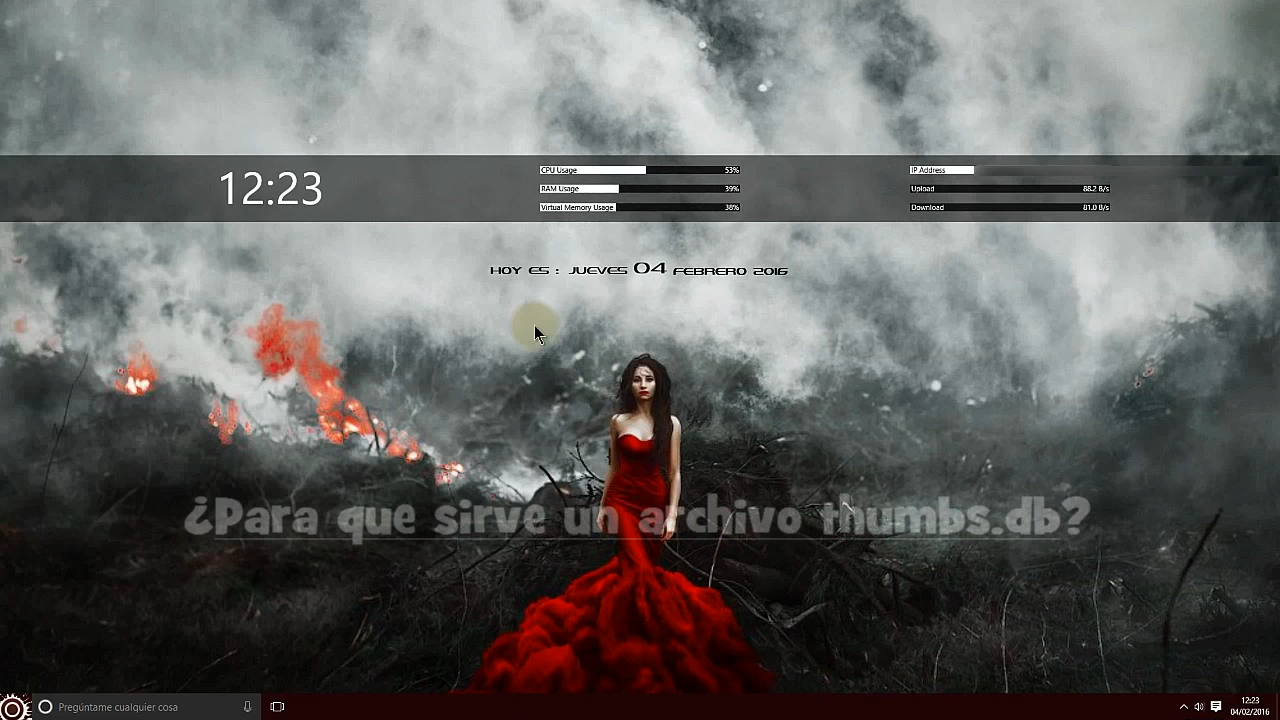 12:23
CPU Usage 53%
RAM Usage 39%
Virtual Memory Usage 38%
IP Address
Upload 88.2 B/s
Download 81.0 B/s
HOY ES : JUEVES 04 FEBRERO 2016
¿Para que sirve un archivo thumbs.db?
Pregúntame cualquier cosa
12:23
04/02/2016